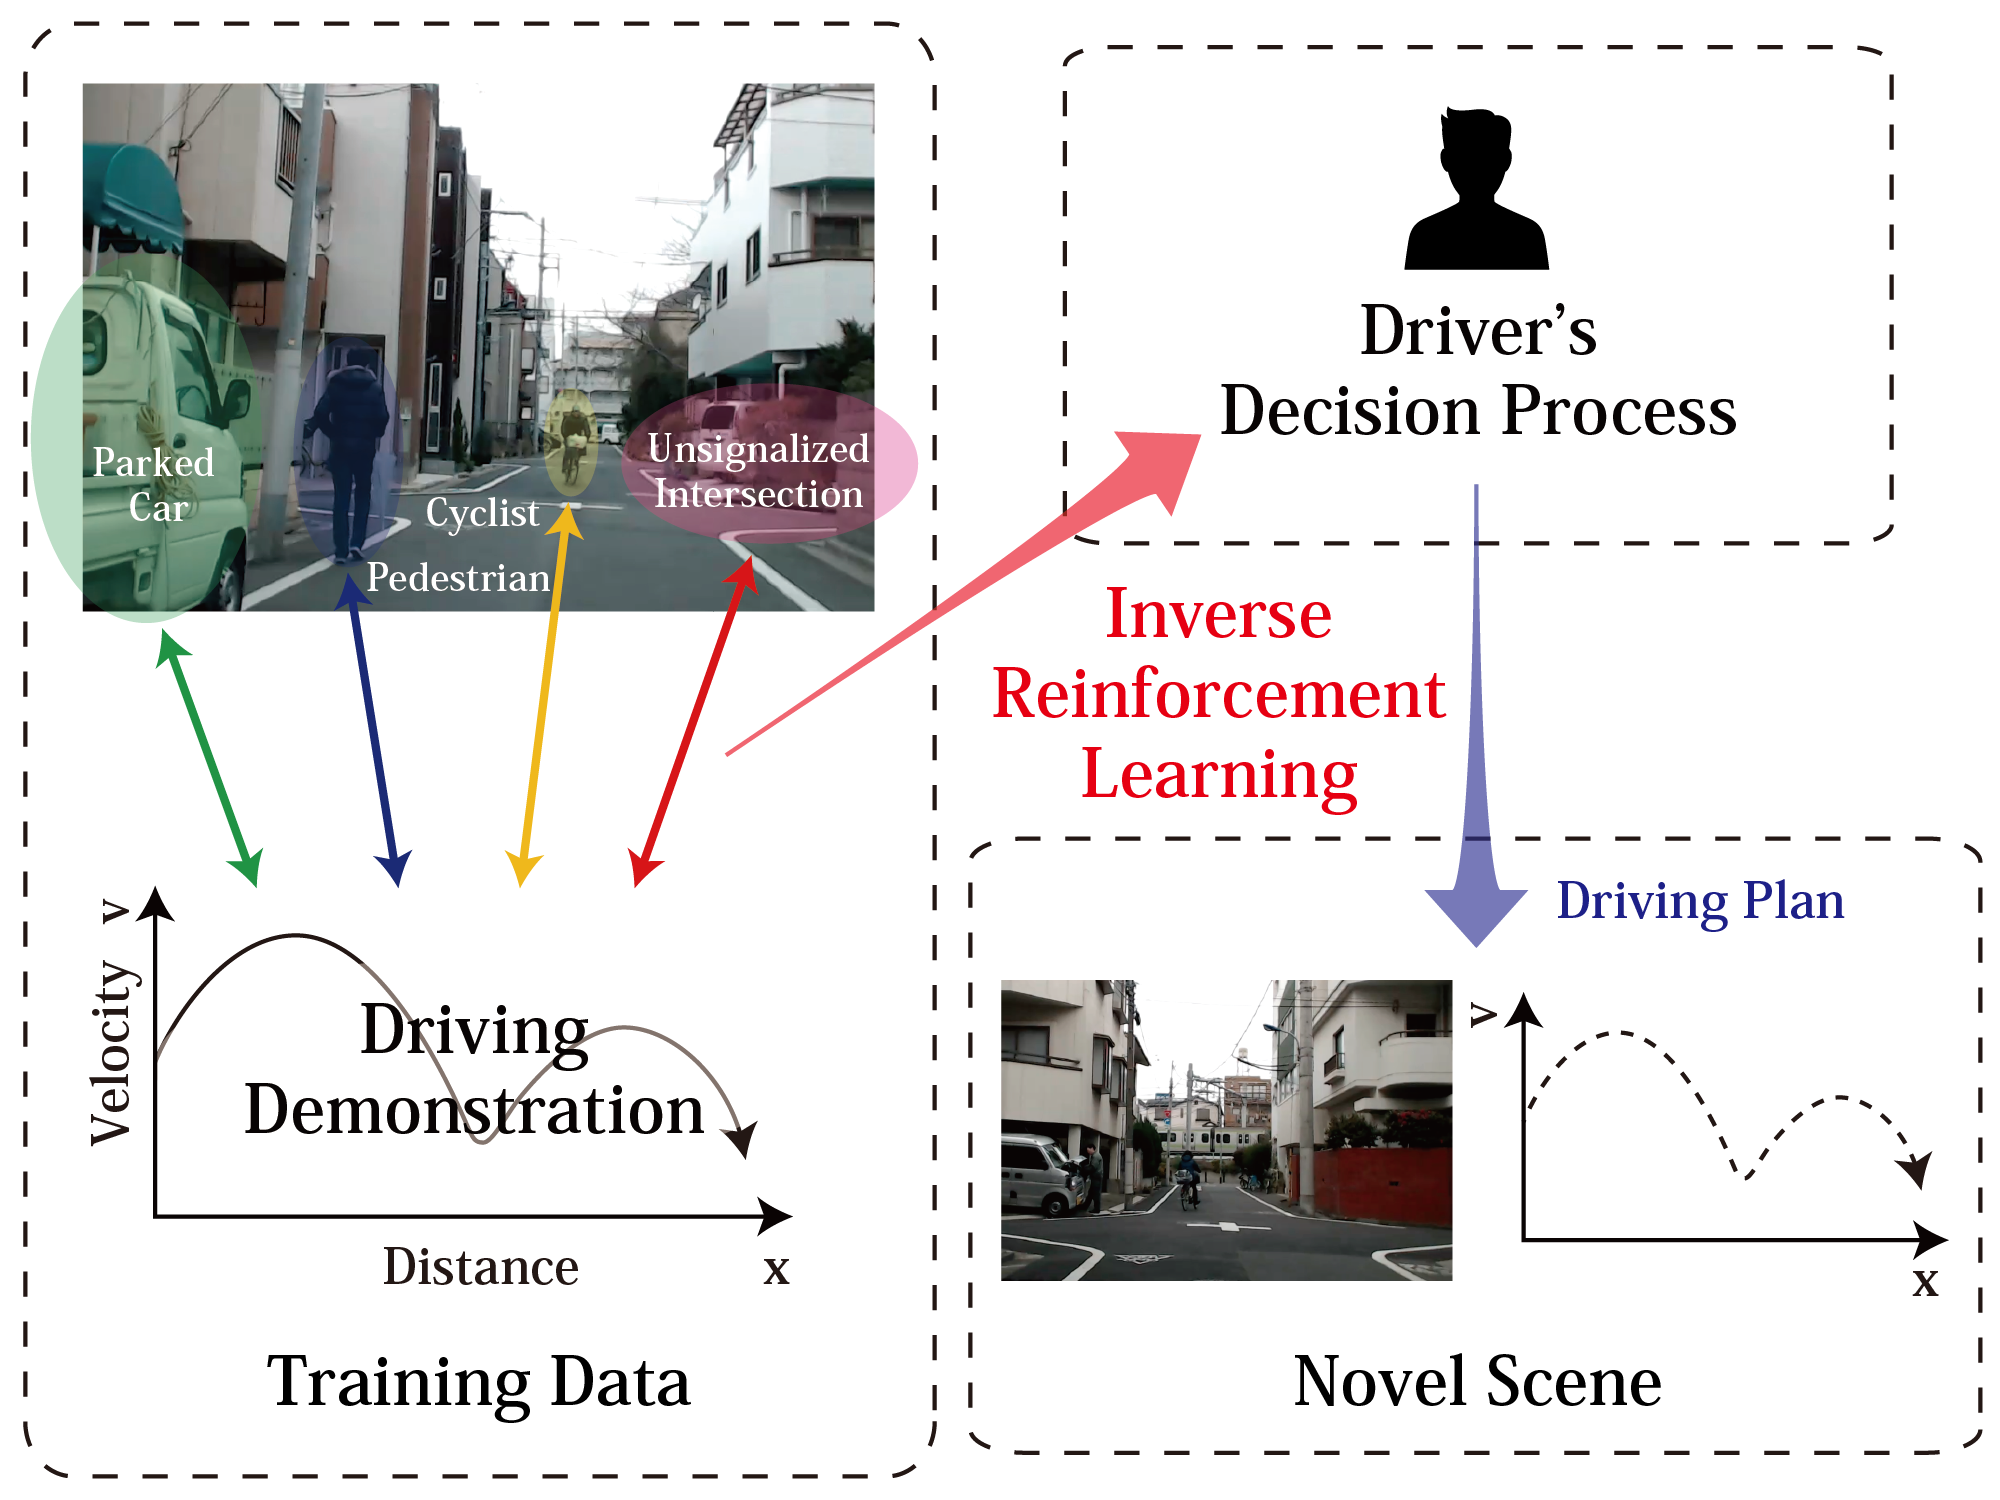 Parked
Car
Unsignalized
Intersection
Cyclist
Pedestrian
Velocity v
Driving
Demonstration
Distance
x
Training Data
Driver’s
Decision Process
Inverse
Reinforcement
Learning
Driving Plan
v
x
Novel Scene